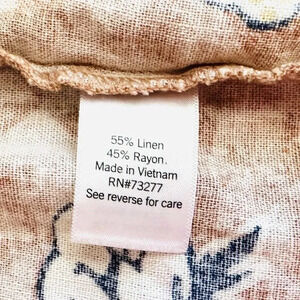 55% Linen
45% Rayon.
Made in Vietnam
RN#73277
See reverse for care